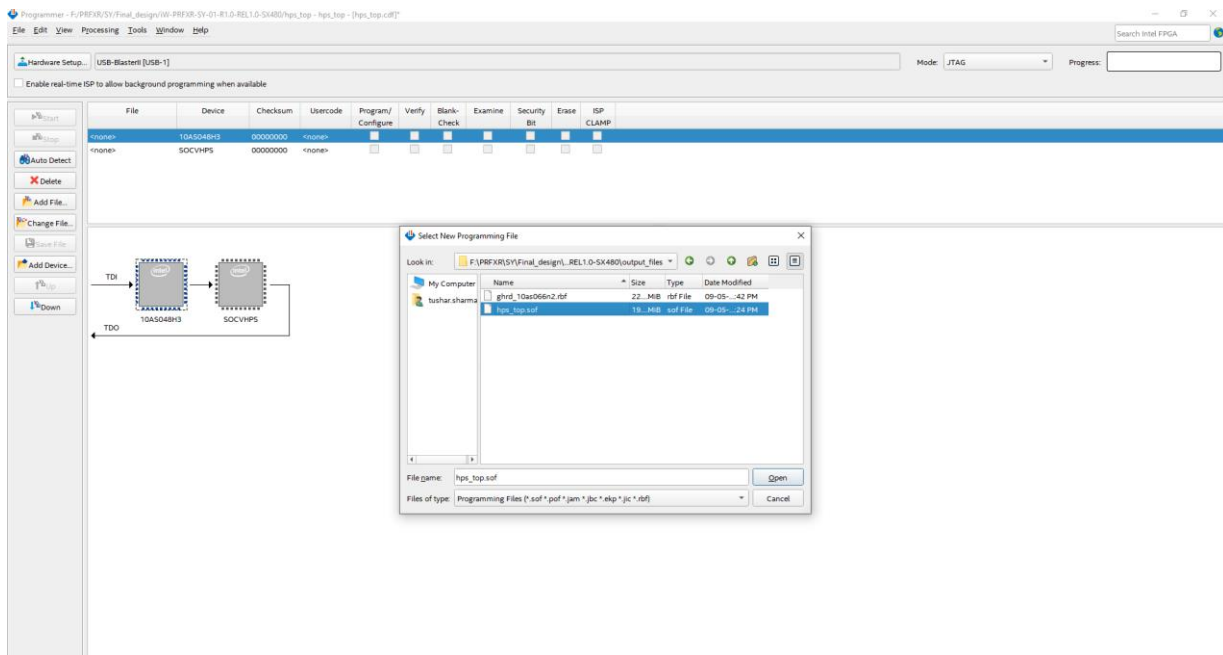 Programmer - F:/PRFXR/SY/Final_design/iW-PRFXR-SY-01-R1.0-REL1.0-SX480/hps_top - hps_top - [hps_top.cdf]*
File Edit View Processing Tools Window Help
Search Intel FPGA
Hardware Setup... USB-BlasterII [USB-1] Mode: JTAG Progress:
Enable real-time ISP to allow background programming when available
Start
Stop
Auto Detect
Delete
Add File...
Change File...
Save File
Add Device...
Up
Down
File Device Checksum Usercode Program/ Configure Verify Blank- Check Examine Security Bit Erase ISP CLAMP
<none> 10AS048H3 00000000 <none>
<none> SOCVHPS 00000000 <none>
TDI
intel intel
10AS048H3 SOCVHPS
TDO
Select New Programming File
Look in: F:\PRFXR\SY\Final_design\...REL1.0-SX480\output_files
My Computer
tushar.sharma
Name Size Type Date Modified
ghrd_10as066n2.rbf 22...MiB rbf File 09-05-...:42 PM
hps_top.sof 19...MiB sof File 09-05-...:24 PM
File name: hps_top.sof Open
Files of type: Programming Files (*.sof *.pof *.jam *.jbc *.ekp *.jic *.rbf) Cancel